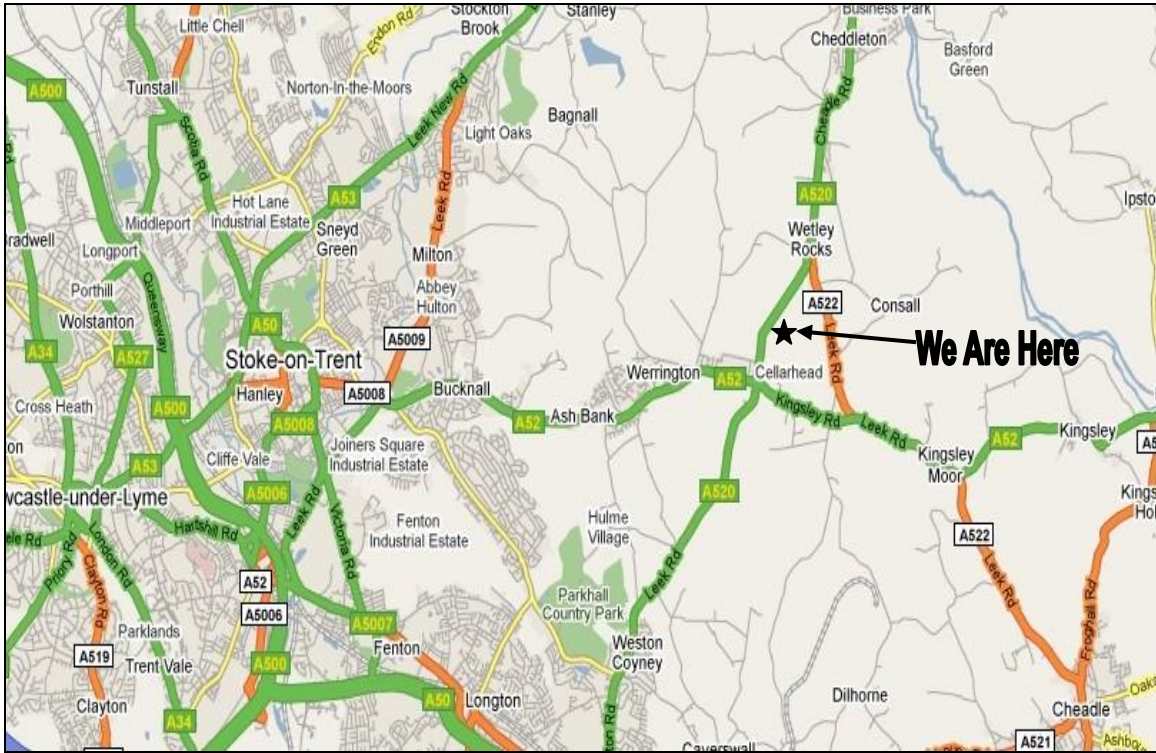 Stockton
Brook
Stanley
Business Park
Little Chell
Endon Rd
Cheddleton
Basford
Green
A500
Tunstall
Norton-In-the-Moors
Leek New Rd
Light Oaks
Bagnall
Cheadle Rd
Scotia Rd
A53
Hot Lane
Industrial Estate
Sneyd
Green
Leek Rd
A520
Middleport
Bradwell
Longport
Milton
Wetley
Rocks
Porthill
Queensway
Abbey
Hulton
A522
Consall
Wolstanton
A50
A34
A527
A5009
Leek Rd
We Are Here
Stoke-on-Trent
Hanley
A5008
Bucknall
Werrington
A52
Cellarhead
Cross Heath
A500
A5008
A52
Ash Bank
Kingsley Rd
Leek Rd
Kingsley
Moor
A52
Kingsley
Joiners Square
Industrial Estate
Cliffe Vale
A53
A5006
wcastle-under-Lyme
Leek Rd
Victoria Rd
Hartshill Rd
Fenton
Industrial Estate
Hulme
Village
A520
Leek Rd
A522
Leek Rd
Priory Rd
London Rd
Clayton Rd
A52
A5006
Parkhall
Country Park
Froghall Rd
Parklands
A519
Trent Vale
A5007
Fenton
Weston
Coyney
A500
A50
Longton
Clayton
A34
Dilhorne
Cheadle
A521
Caverswall